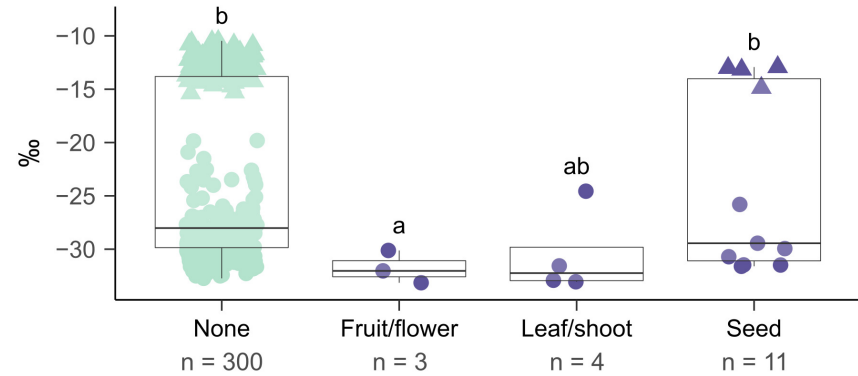 b
−10
b
−15
−20
‰
ab
−25
a
−30
None Fruit/flower Leaf/shoot Seed
n = 300 n = 3 n = 4 n = 11